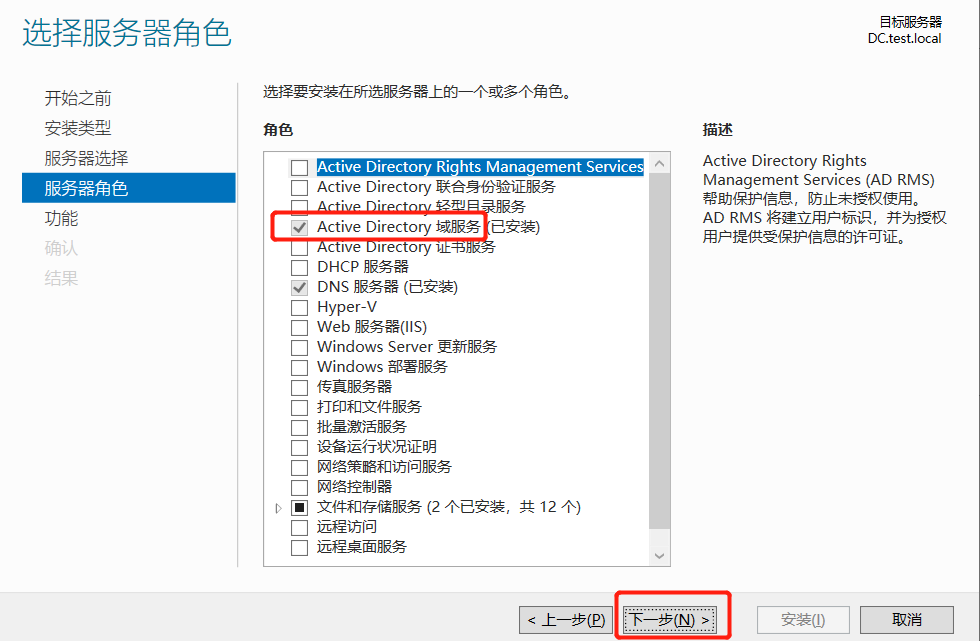 选择服务器角色
目标服务器
DC.test.local
开始之前
安装类型
服务器选择
服务器角色
功能
确认
结果
选择要安装在所选服务器上的一个或多个角色。
角色
Active Directory Rights Management Services
Active Directory 联合身份验证服务
Active Directory 轻型目录服务
Active Directory 域服务 (已安装)
Active Directory 证书服务
DHCP 服务器
DNS 服务器 (已安装)
Hyper-V
Web 服务器(IIS)
Windows Server 更新服务
Windows 部署服务
传真服务器
打印和文件服务
批量激活服务
设备运行状况证明
网络策略和访问服务
网络控制器
文件和存储服务 (2 个已安装，共 12 个)
远程访问
远程桌面服务
描述
Active Directory Rights
Management Services (AD RMS)
帮助保护信息，防止未授权使用。
AD RMS 将建立用户标识，并为授权
用户提供受保护信息的许可证。
< 上一步(P)
下一步(N) >
安装(I)
取消